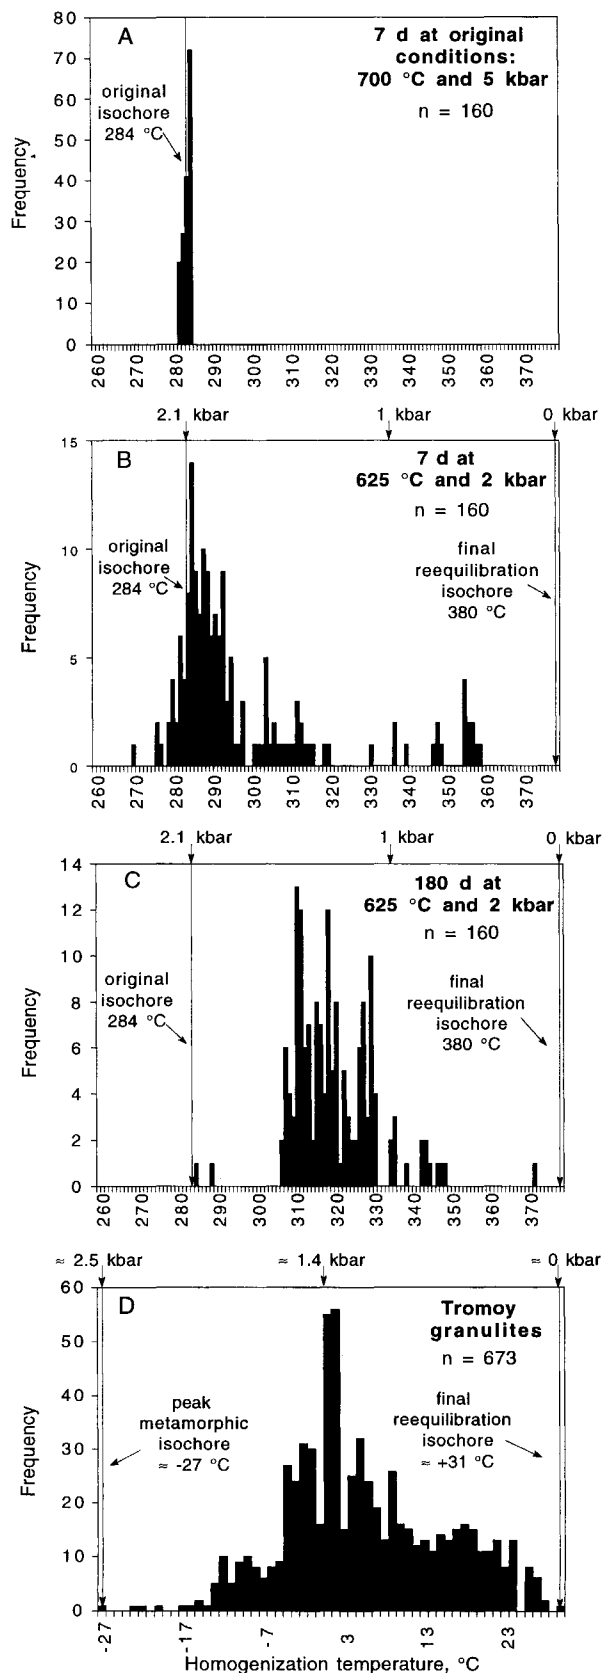 A
7 d at original
conditions:
700 °C and 5 kbar
n = 160
original
isochore
284 °C
Frequency
80
70
60
50
40
30
20
10
0
260
270
280
290
300
310
320
330
340
350
360
370
2.1 kbar
1 kbar
0 kbar
B
7 d at
625 °C and 2 kbar
n = 160
original
isochore
284 °C
final
reequilibration
isochore
380 °C
Frequency
15
10
5
0
260
270
280
290
300
310
320
330
340
350
360
370
2.1 kbar
1 kbar
0 kbar
C
180 d at
625 °C and 2 kbar
n = 160
original
isochore
284 °C
final
reequilibration
isochore
380 °C
Frequency
14
12
10
8
6
4
2
0
260
270
280
290
300
310
320
330
340
350
360
370
≈ 2.5 kbar
≈ 1.4 kbar
≈ 0 kbar
D
Tromoy
granulites
n = 673
peak
metamorphic
isochore
≈ -27 °C
final
reequilibration
isochore
≈ +31 °C
Frequency
60
50
40
30
20
10
0
-27
-17
-7
3
13
23
Homogenization temperature, °C